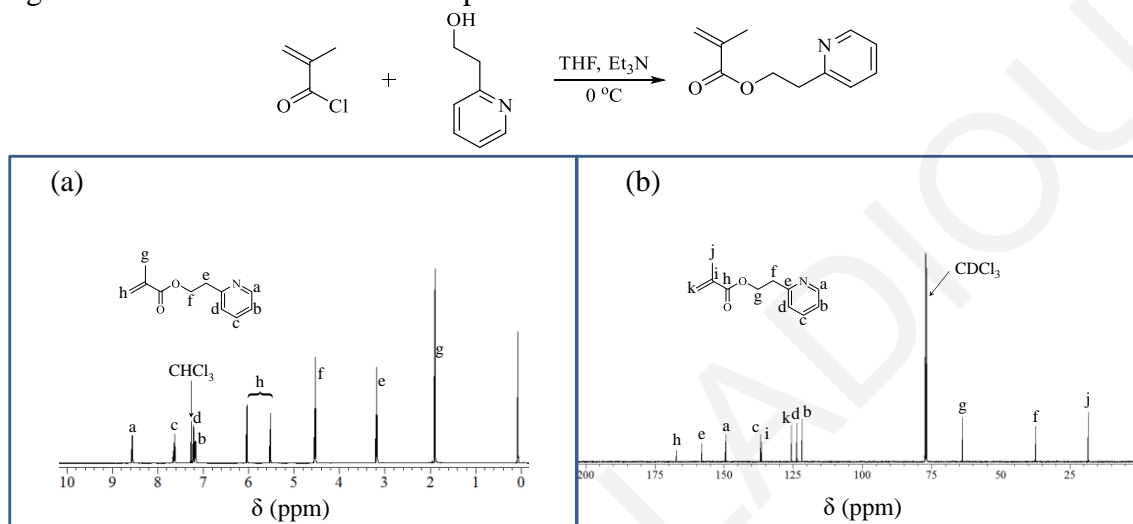 OH
N
THF, Et₃N
0 °C
O
Cl
+
N
O
O
N
(a)
g
h
O
O
e
f
N
a
b
c
d
CHCl₃
a
c
d
b
h
f
e
g
10 9 8 7 6 5 4 3 2 1 0
δ (ppm)
(b)
j
k
i
h
O
O
f
g
e
N
a
b
c
d
CDCl₃
h
e
a
c
i
k
d
b
g
f
j
200 175 150 125 100 75 50 25
δ (ppm)
LADIOU